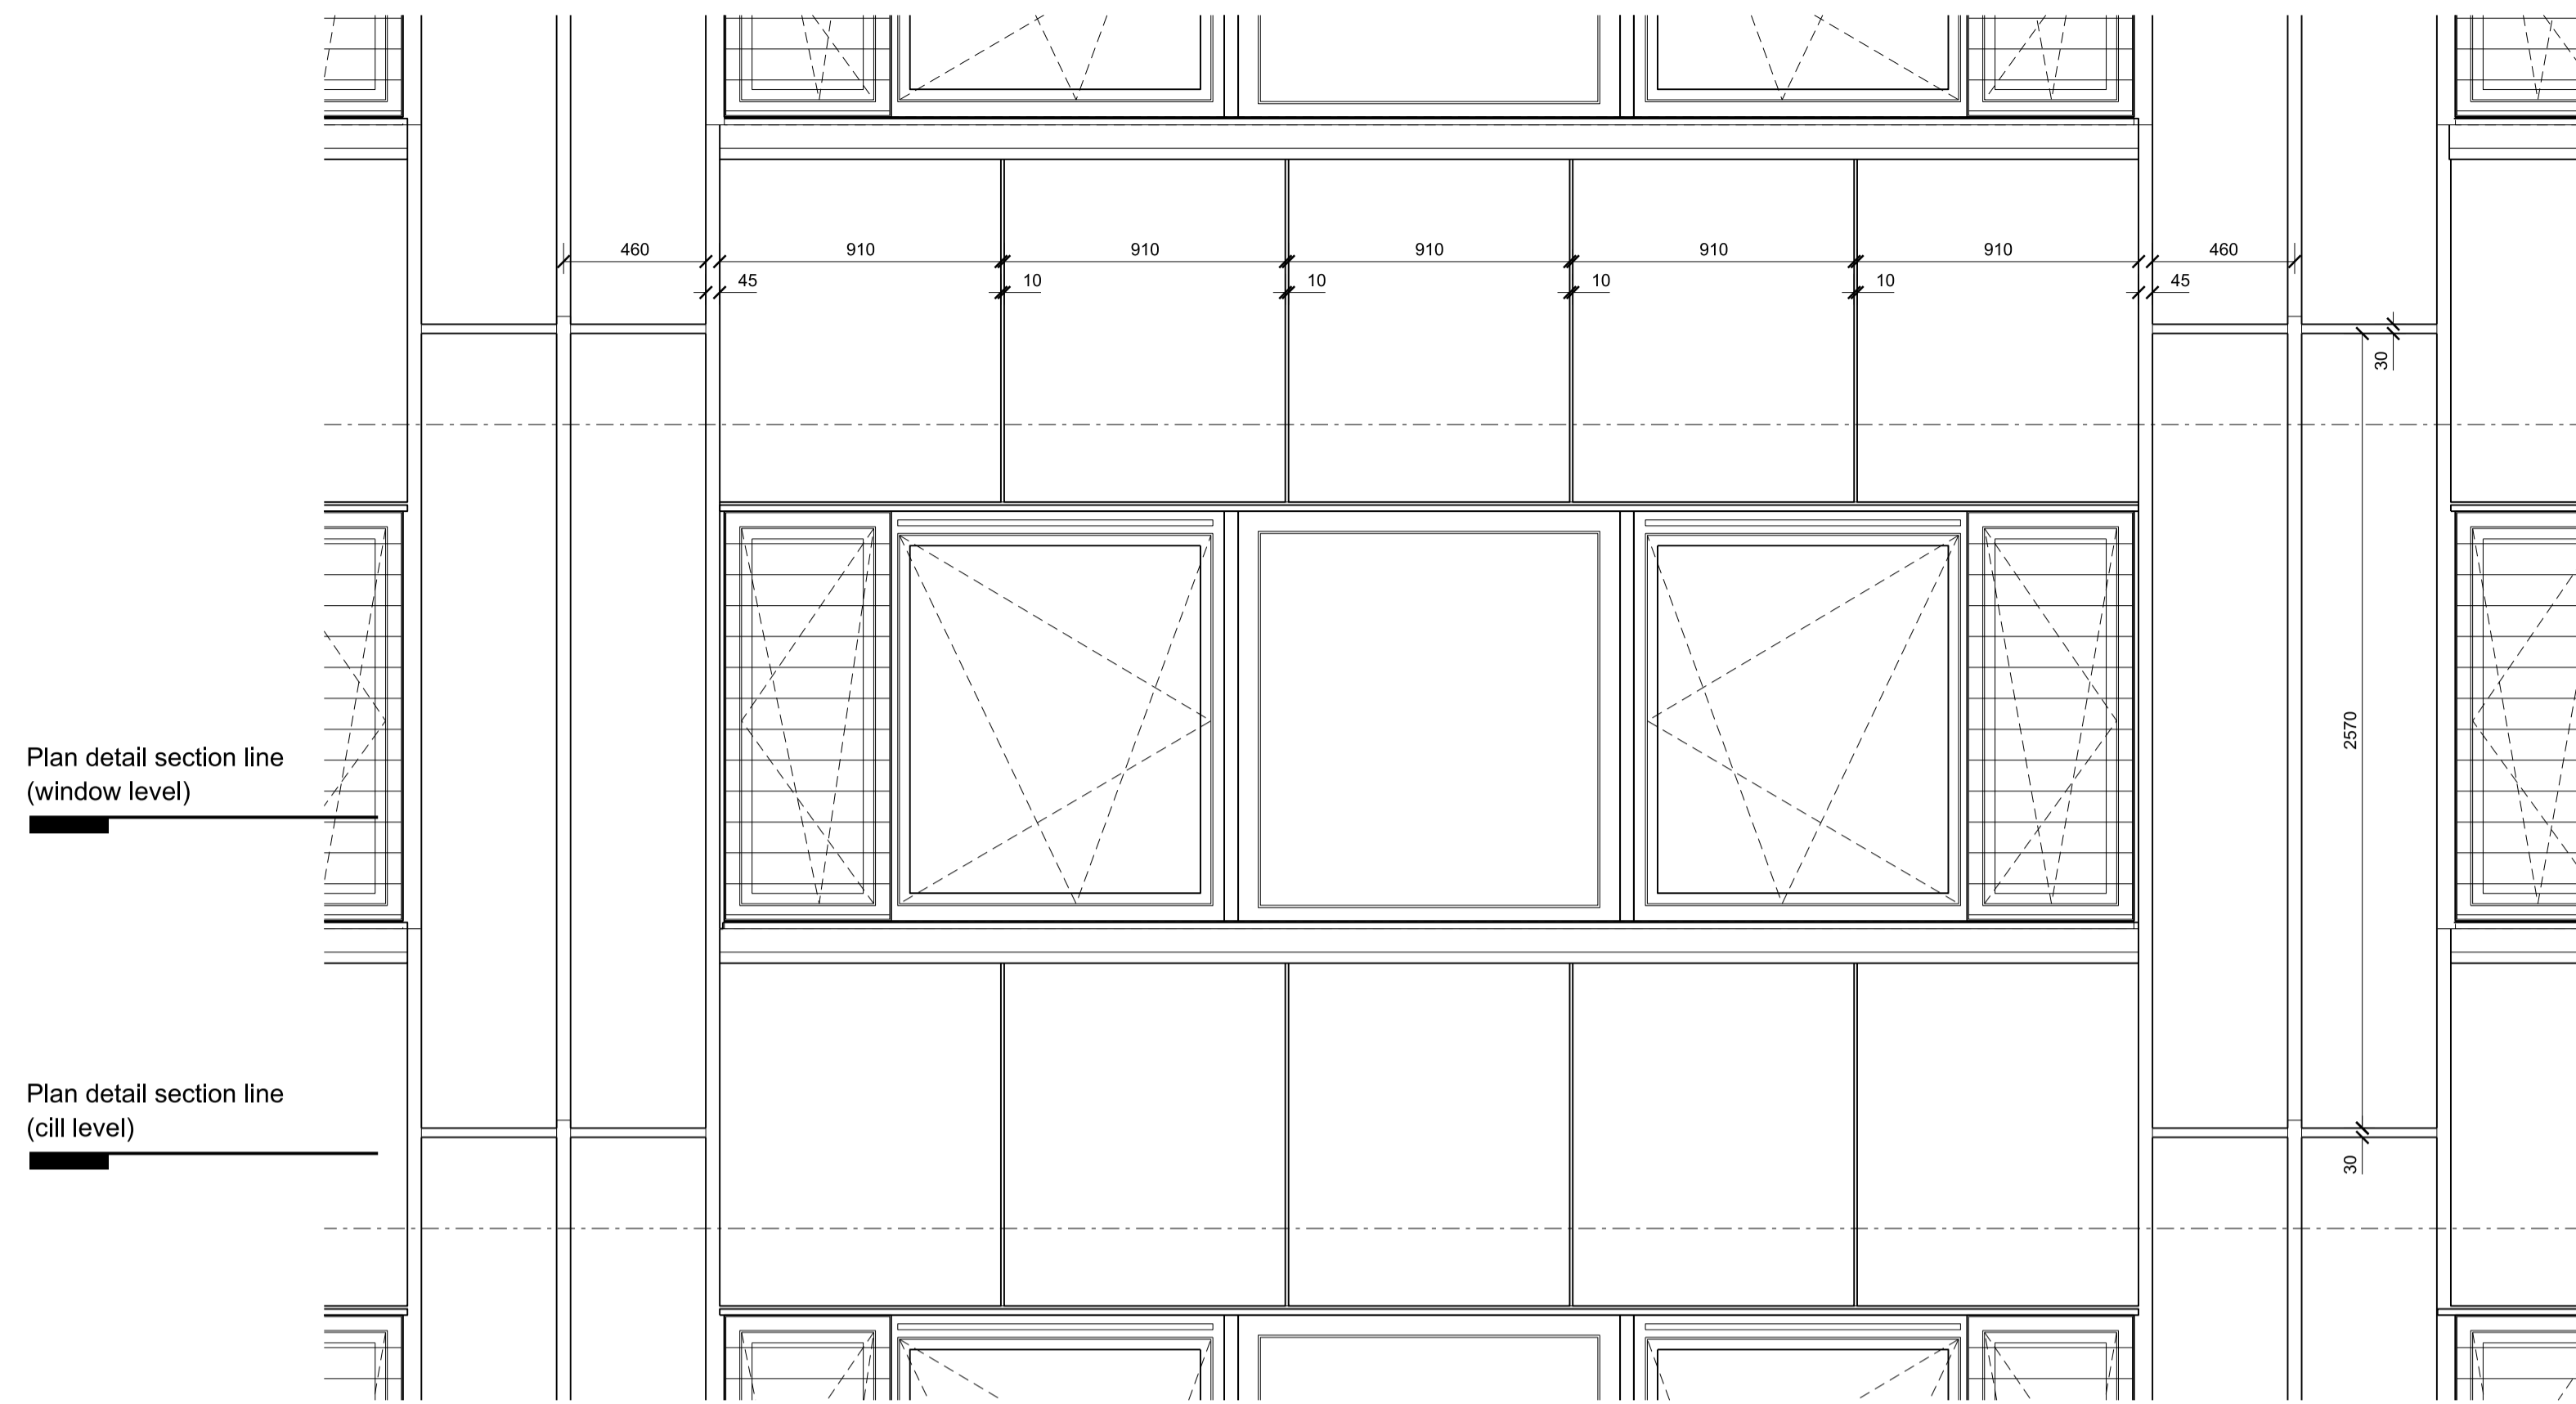 460 910 910 910 910 910 460
45 10 10 10 10 45
30
2570
Plan detail section line
(window level)
Plan detail section line
(cill level)
30